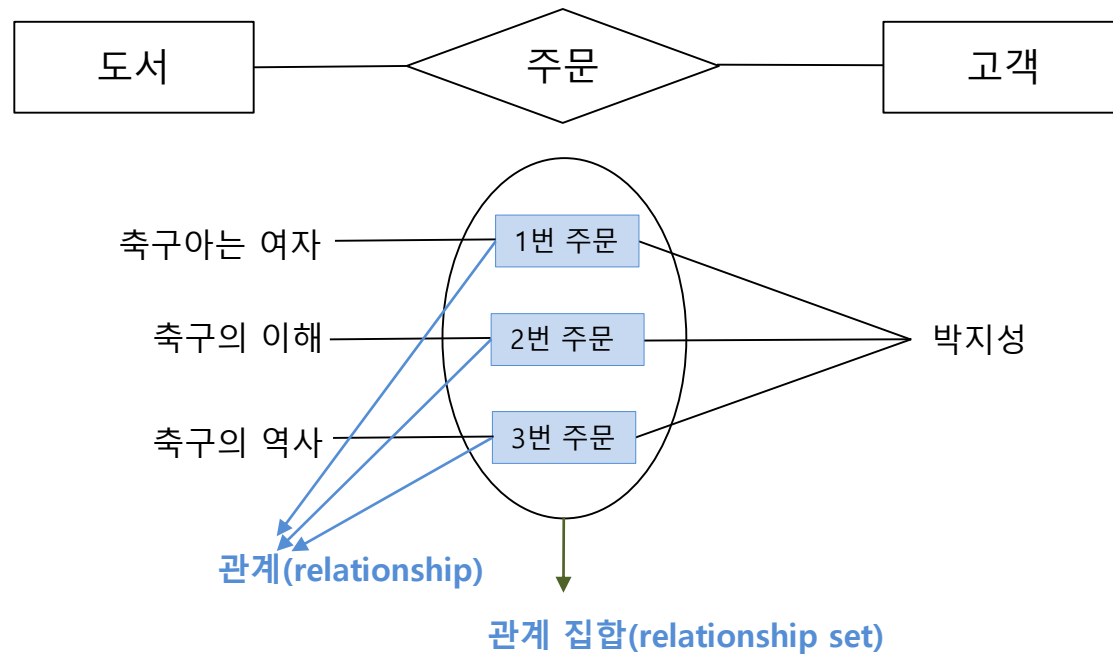 도서
주문
고객
축구아는 여자
1번 주문
축구의 이해
2번 주문
박지성
축구의 역사
3번 주문
관계(relationship)
관계 집합(relationship set)